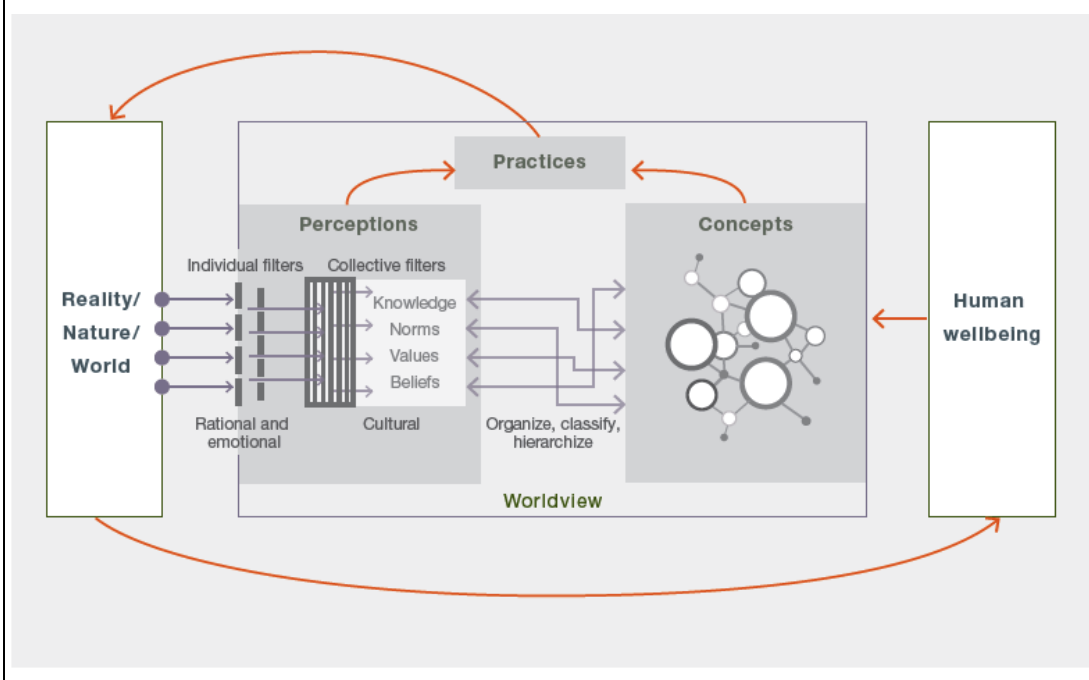 Practices
Perceptions
Concepts
Individual filters
Collective filters
Reality/
Nature/
World
Knowledge
Norms
Values
Beliefs
Human
wellbeing
Rational and
emotional
Cultural
Organize, classify,
hierarchize
Worldview